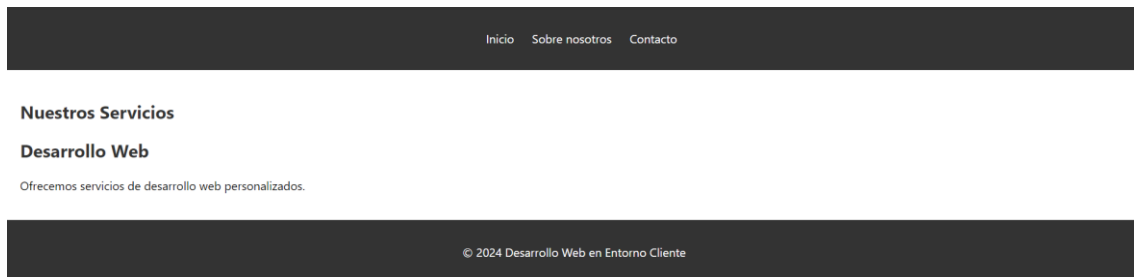 Inicio Sobre nosotros Contacto
Nuestros Servicios
Desarrollo Web
Ofrecemos servicios de desarrollo web personalizados.
© 2024 Desarrollo Web en Entorno Cliente